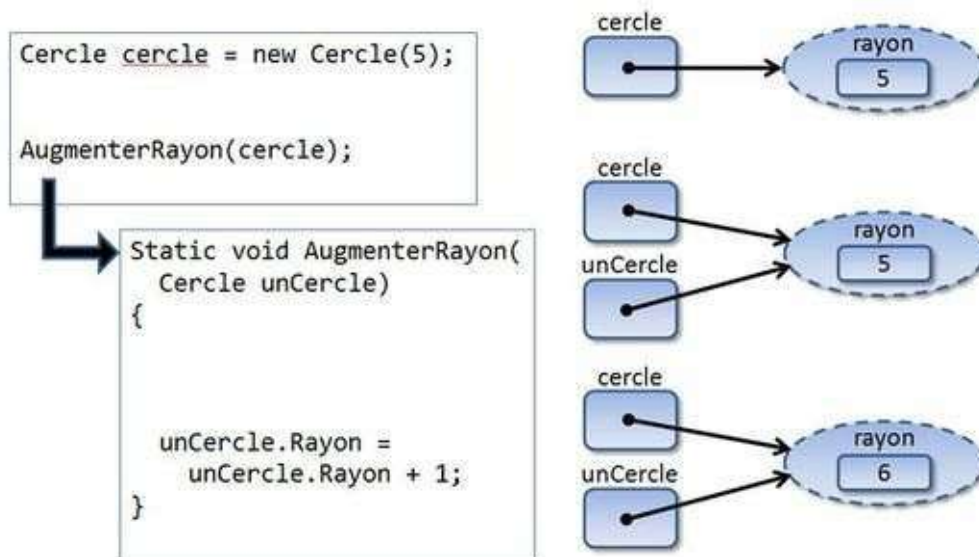 Cercle cercle = new Cercle(5);
AugmenterRayon(cercle);
Static void AugmenterRayon(
Cercle unCercle)
{
unCercle.Rayon =
unCercle.Rayon + 1;
}
cercle
rayon
5
cercle
unCercle
rayon
5
cercle
unCercle
rayon
6